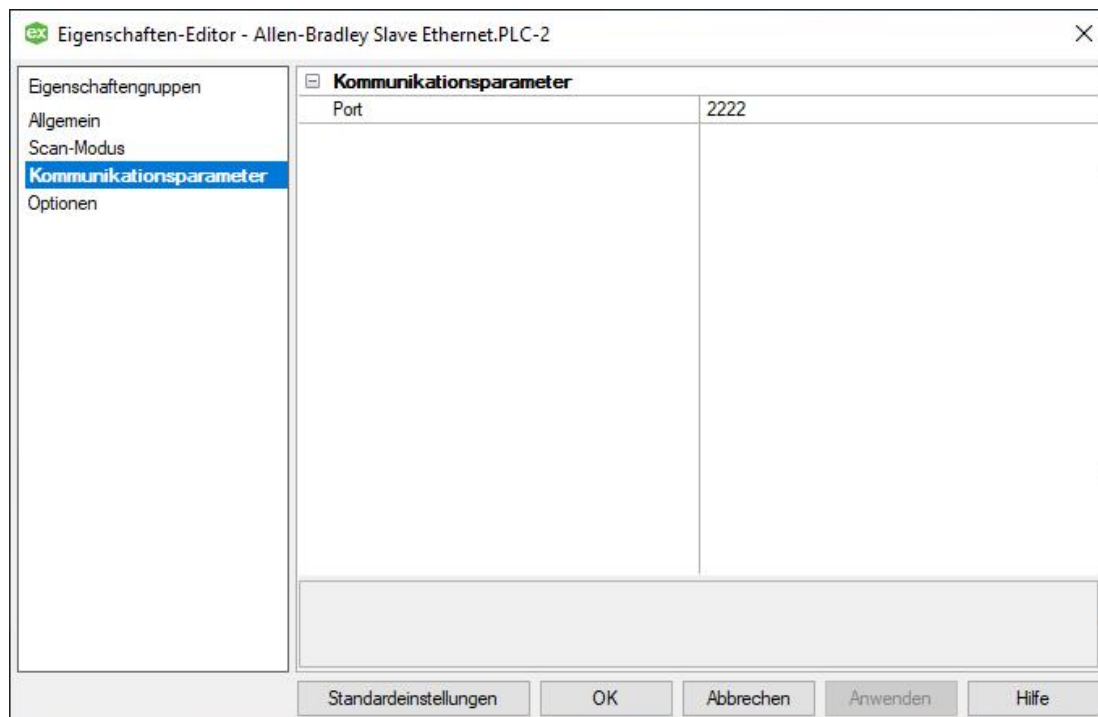 ex Eigenschaften-Editor - Allen-Bradley Slave Ethernet.PLC-2
Eigenschaftengruppen
Allgemein
Scan-Modus
Kommunikationsparameter
Optionen
Kommunikationsparameter
Port 2222
Standardeinstellungen OK Abbrechen Anwenden Hilfe